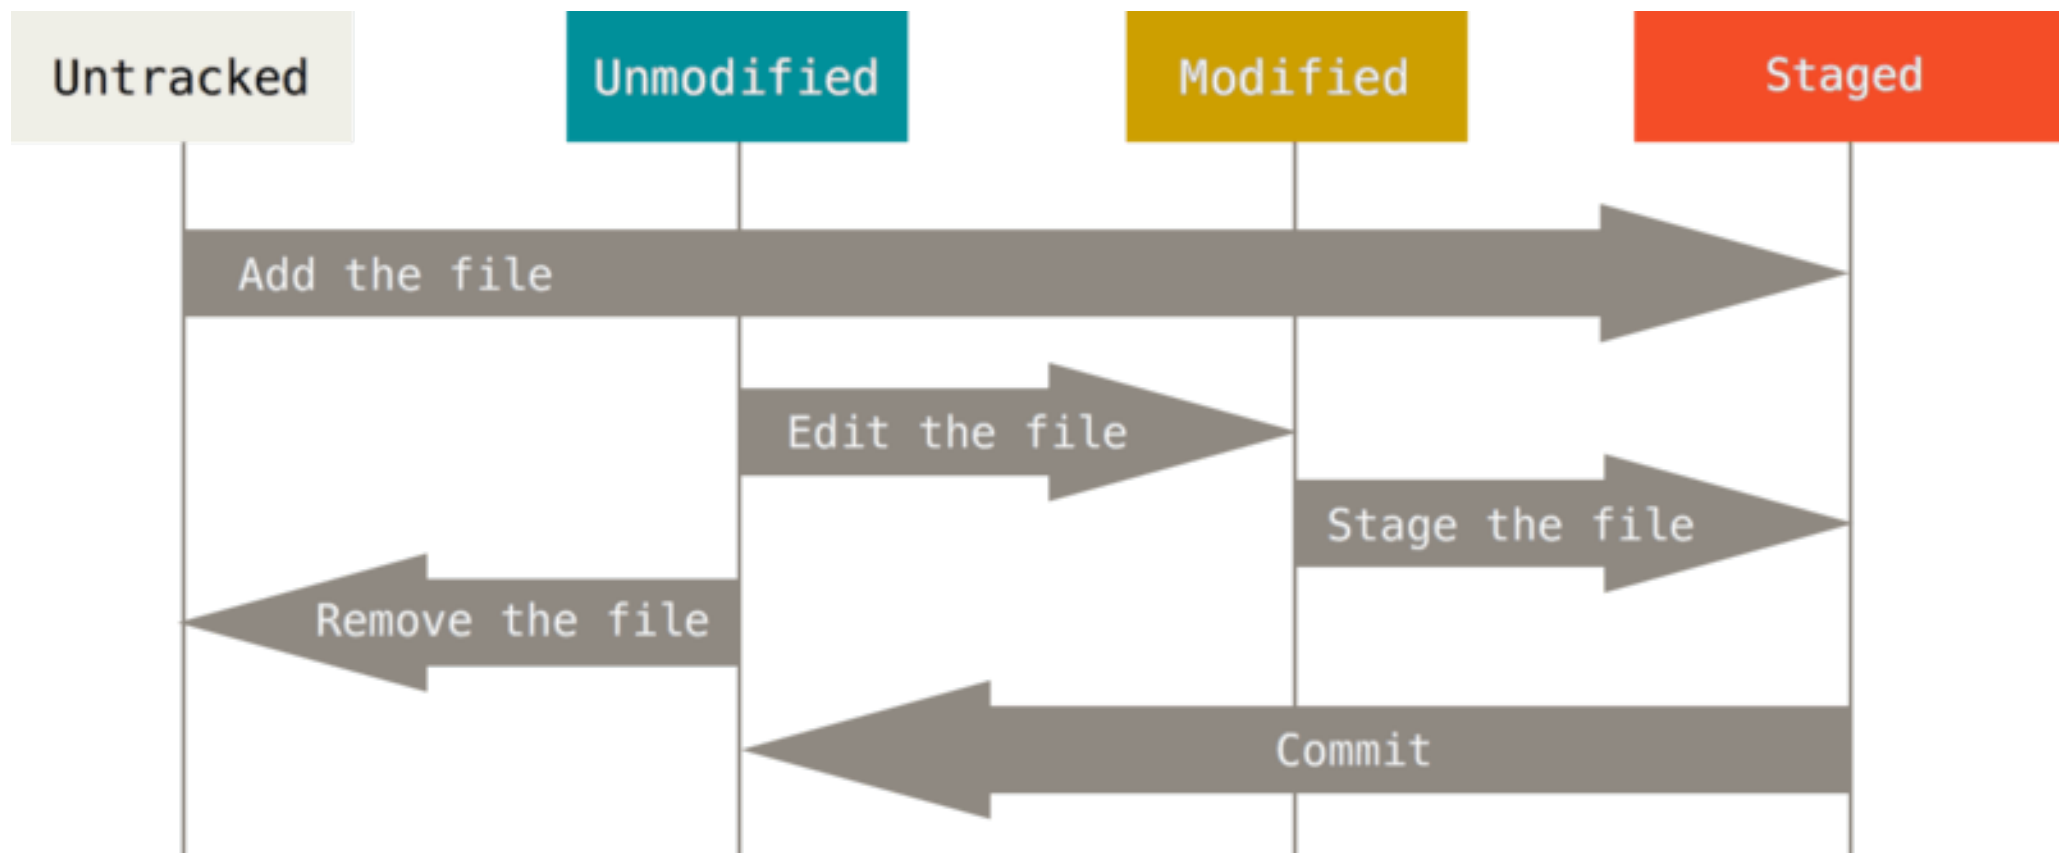 Untracked
Unmodified
Modified
Staged
Add the file
Edit the file
Stage the file
Remove the file
Commit